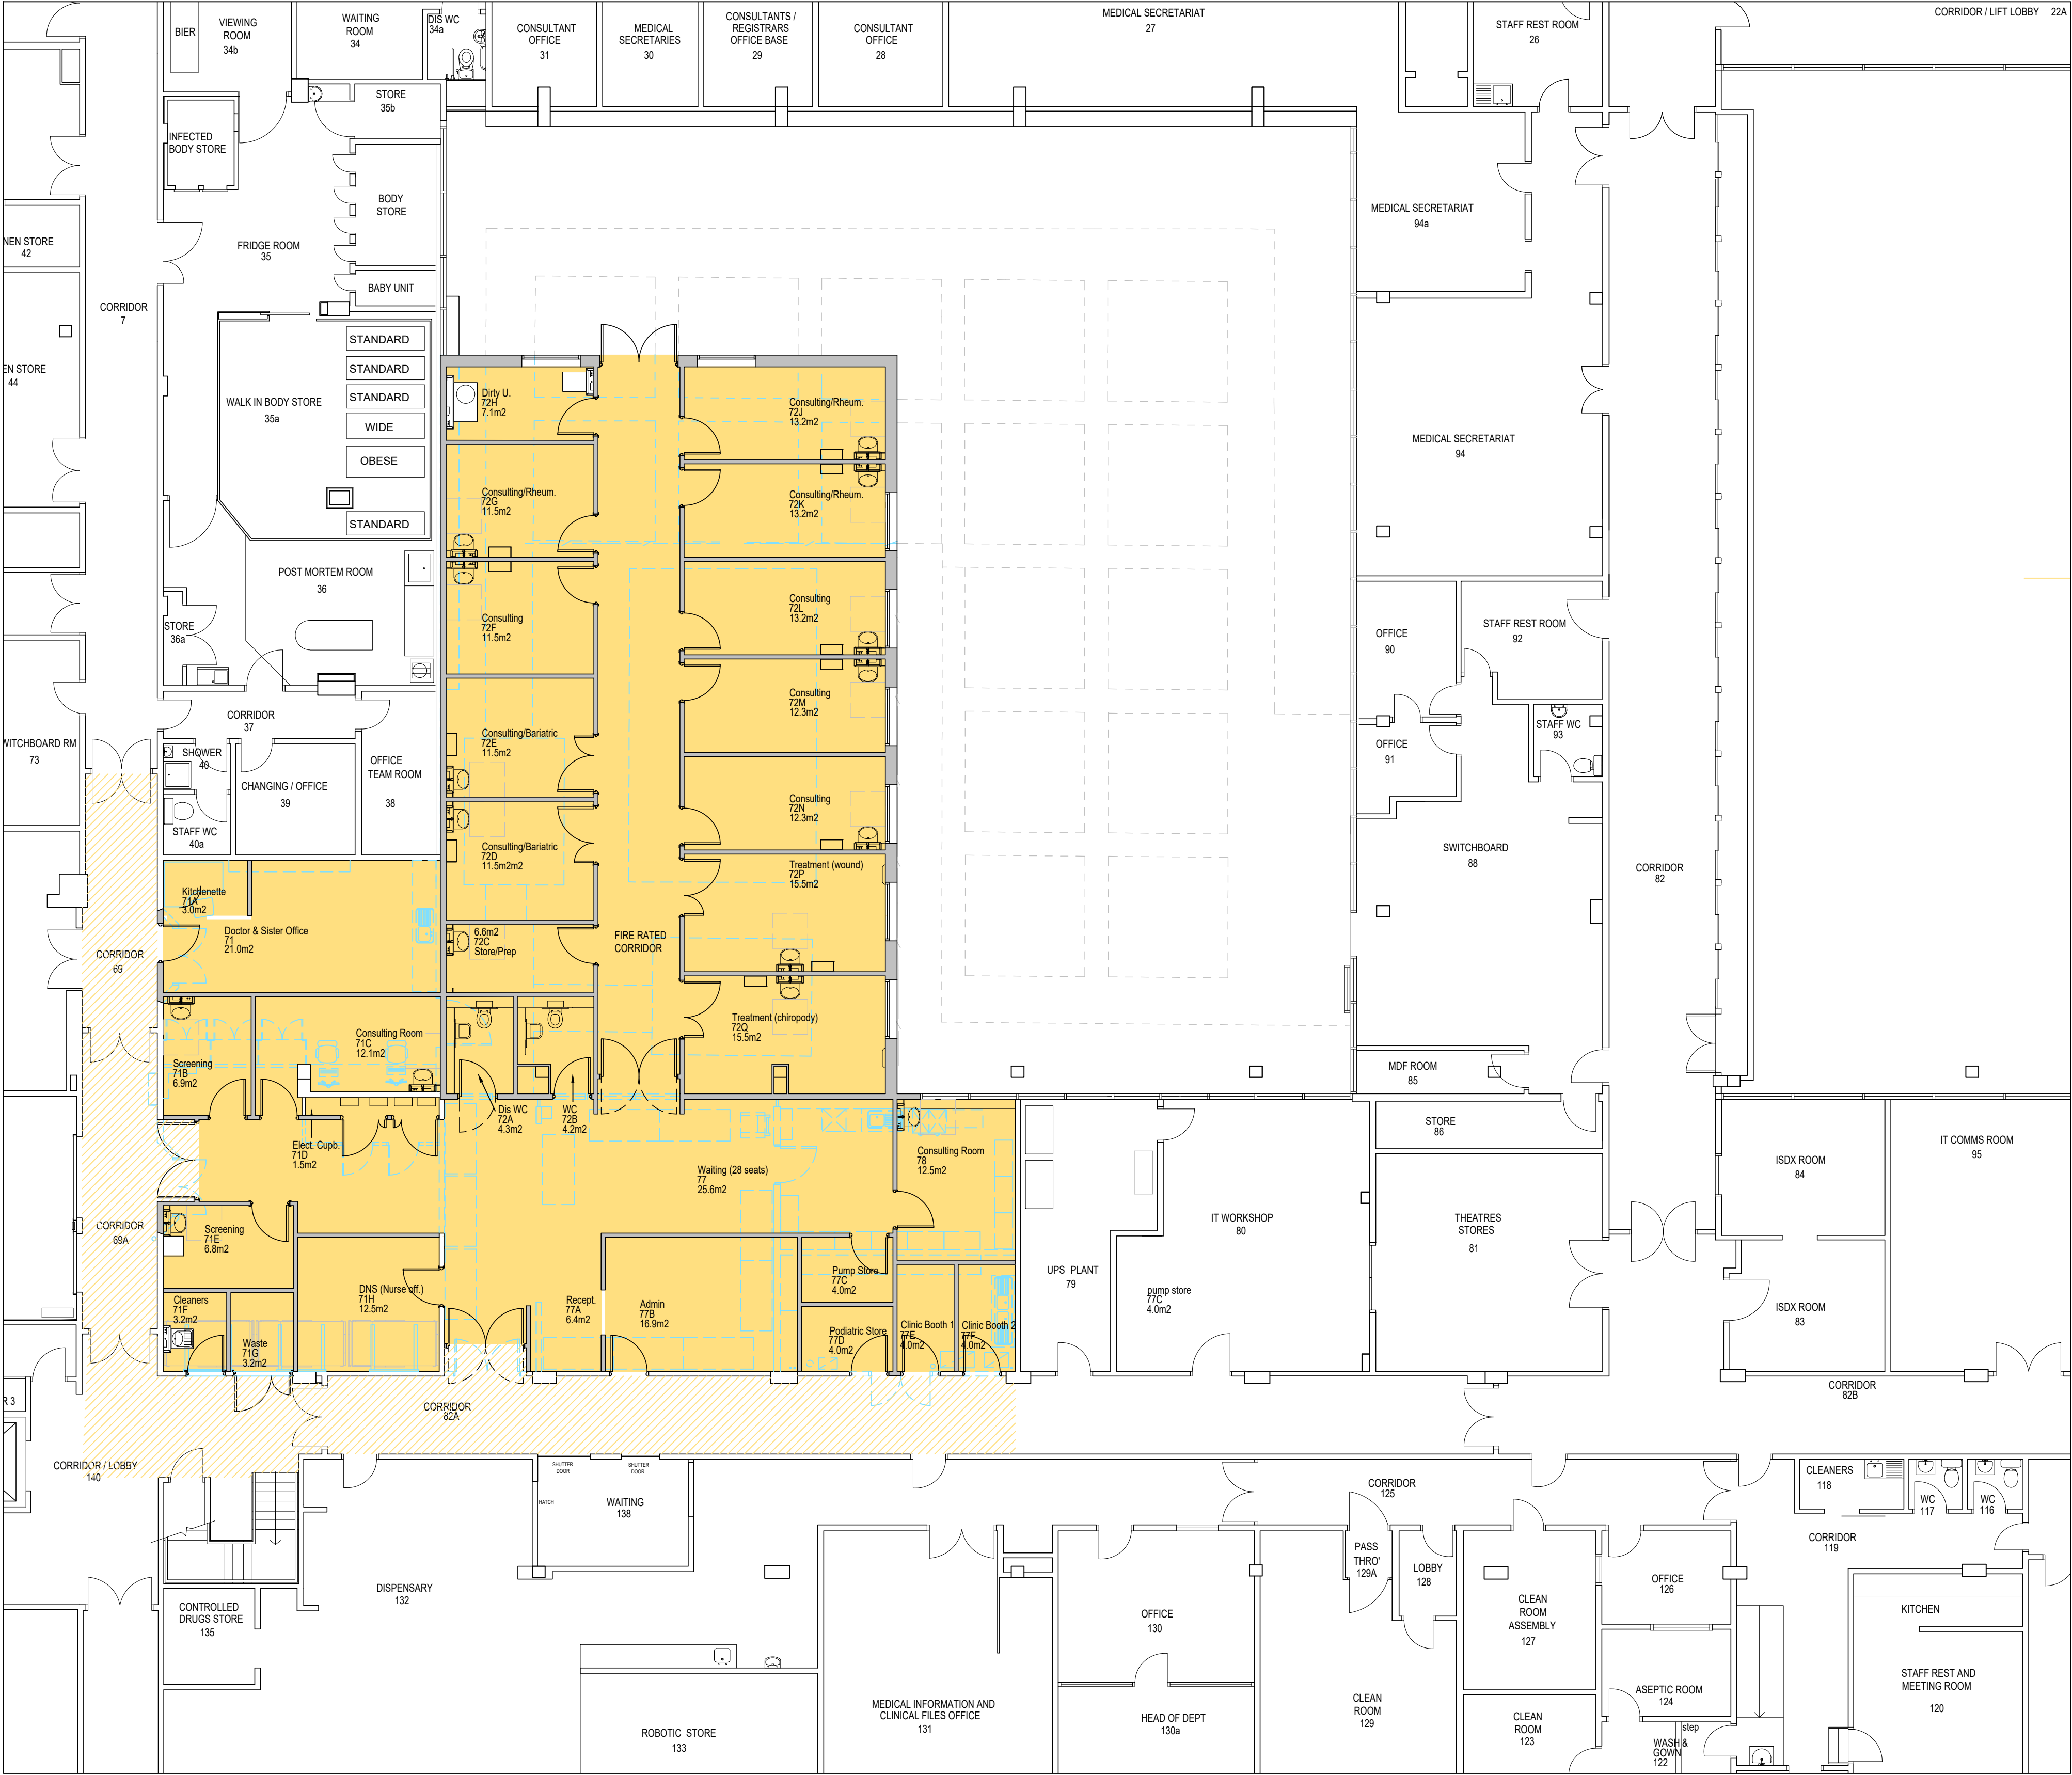 BIER
VIEWING
ROOM
34b
WAITING
ROOM
34
DIS WC
34a
CONSULTANT
OFFICE
31
MEDICAL
SECRETARIES
30
CONSULTANTS /
REGISTRARS
OFFICE BASE
29
CONSULTANT
OFFICE
28
MEDICAL SECRETARIAT
27
STAFF REST ROOM
26
CORRIDOR / LIFT LOBBY 22A
STORE
35b
INFECTED
BODY STORE
BODY
STORE
MEDICAL SECRETARIAT
94a
NEN STORE
42
FRIDGE ROOM
35
BABY UNIT
CORRIDOR
7
EN STORE
44
WALK IN BODY STORE
35a
STANDARD
STANDARD
STANDARD
WIDE
OBESE
STANDARD
Dirty U.
72H
7.1m2
Consulting/Rheum.
72J
13.2m2
Consulting/Rheum.
72G
11.5m2
Consulting/Rheum.
72K
13.2m2
MEDICAL SECRETARIAT
94
POST MORTEM ROOM
36
STORE
36a
Consulting
72F
11.5m2
Consulting
72L
13.2m2
OFFICE
90
STAFF REST ROOM
92
CORRIDOR
37
Consulting
72M
12.3m2
Consulting/Bariatric
72E
11.5m2
STAFF WC
93
OFFICE
91
WITCHBOARD RM
73
SHOWER
40
OFFICE
TEAM ROOM
38
CHANGING / OFFICE
39
STAFF WC
40a
Consulting
72N
12.3m2
Consulting/Bariatric
72D
11.5m2m2
SWITCHBOARD
88
CORRIDOR
82
Treatment (wound)
72P
15.5m2
Kitchenette
71A
3.0m2
Doctor & Sister Office
71
21.0m2
6.6m2
72C
Store/Prep
FIRE RATED
CORRIDOR
CORRIDOR
69
Treatment (chiropody)
72Q
15.5m2
Consulting Room
71C
12.1m2
Screening
71B
6.9m2
MDF ROOM
85
Dis WC
72A
4.3m2
WC
72B
4.2m2
STORE
86
Elect. Cupb.
71D
1.5m2
Waiting (28 seats)
77
25.6m2
Consulting Room
78
12.5m2
ISDX ROOM
84
IT COMMS ROOM
95
CORRIDOR
69A
Screening
71E
6.8m2
IT WORKSHOP
80
THEATRES
STORES
81
UPS PLANT
79
pump store
77C
4.0m2
Pump Store
77C
4.0m2
DNS (Nurse off.)
71H
12.5m2
Cleaners
71F
3.2m2
Waste
71G
3.2m2
Recept.
77A
6.4m2
Admin
77B
16.9m2
Podiatric Store
77D
4.0m2
Clinic Booth 1
77E
4.0m2
Clinic Booth 2
77F
4.0m2
ISDX ROOM
83
R 3
CORRIDOR
82A
CORRIDOR
82B
CORRIDOR / LOBBY
140
SHUTTER
DOOR
SHUTTER
DOOR
HATCH
WAITING
138
CORRIDOR
125
CLEANERS
118
WC
117
WC
116
CORRIDOR
119
PASS
THRO'
129A
LOBBY
128
DISPENSARY
132
CONTROLLED
DRUGS STORE
135
OFFICE
130
CLEAN
ROOM
ASSEMBLY
127
OFFICE
126
KITCHEN
STAFF REST AND
MEETING ROOM
120
ASEPTIC ROOM
124
MEDICAL INFORMATION AND
CLINICAL FILES OFFICE
131
HEAD OF DEPT
130a
CLEAN
ROOM
129
CLEAN
ROOM
123
step
WASH &
GOWN
122
ROBOTIC STORE
133